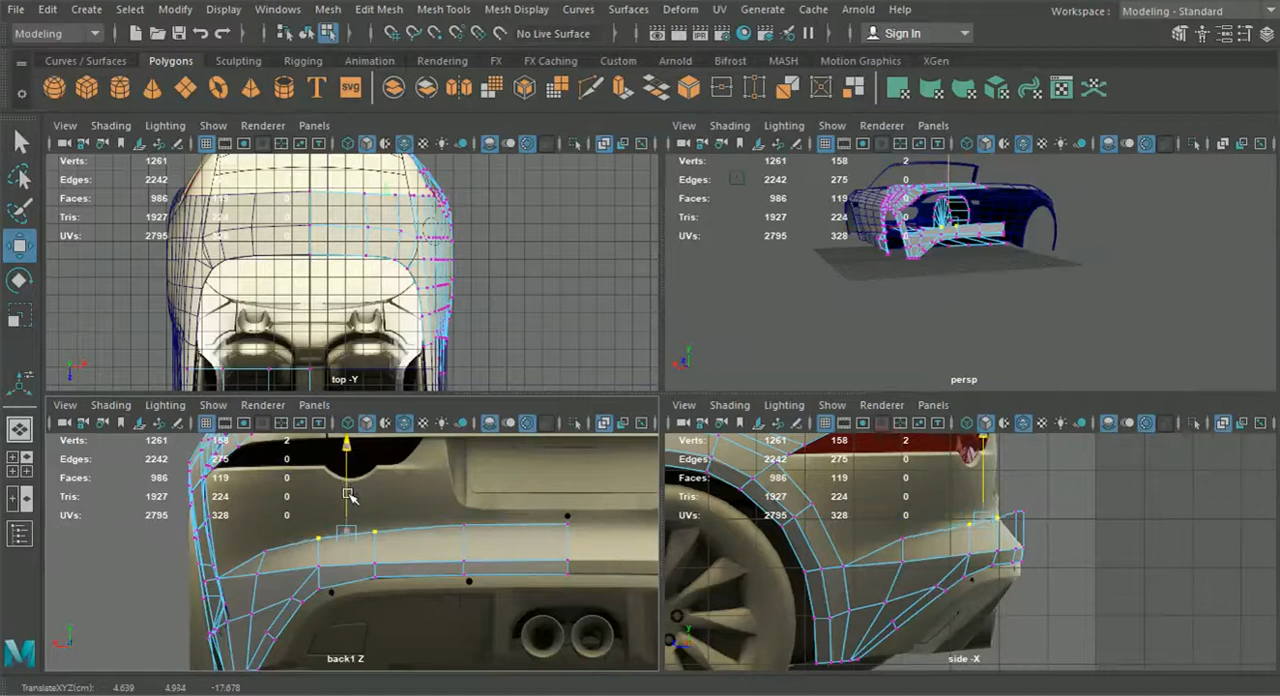 File Edit Create Select Modify Display Windows Mesh Edit Mesh Mesh Tools Mesh Display Curves Surfaces Deform UV Generate Cache Arnold Help Workspace: Modeling - Standard
Modeling No Live Surface Sign In
Curves / Surfaces Polygons Sculpting Rigging Animation Rendering FX FX Caching Custom Arnold Bifrost MASH Motion Graphics XGen
T SVG
View Shading Lighting Show Renderer Panels
Verts: 1261
Edges: 2242 0
Faces: 986 119 0
Tris: 1927 224 0
UVs: 2795 328 0
top -Y
View Shading Lighting Show Renderer Panels
Verts: 1261 158 2
Edges: 2242 275 0
Faces: 986 119 0
Tris: 1927 224 0
UVs: 2795 328 0
persp
View Shading Lighting Show Renderer Panels
Verts: 1261 158 2
Edges: 2242 275 0
Faces: 986 119 0
Tris: 1927 224 0
UVs: 2795 328 0
back1 Z
View Shading Lighting Show Renderer Panels
Verts: 1261 158 2
Edges: 2242 275 0
Faces: 986 119 0
Tris: 1927 224 0
UVs: 2795 328 0
side -X
TranslateXYZ(cm): 4.639 4.934 -17.678